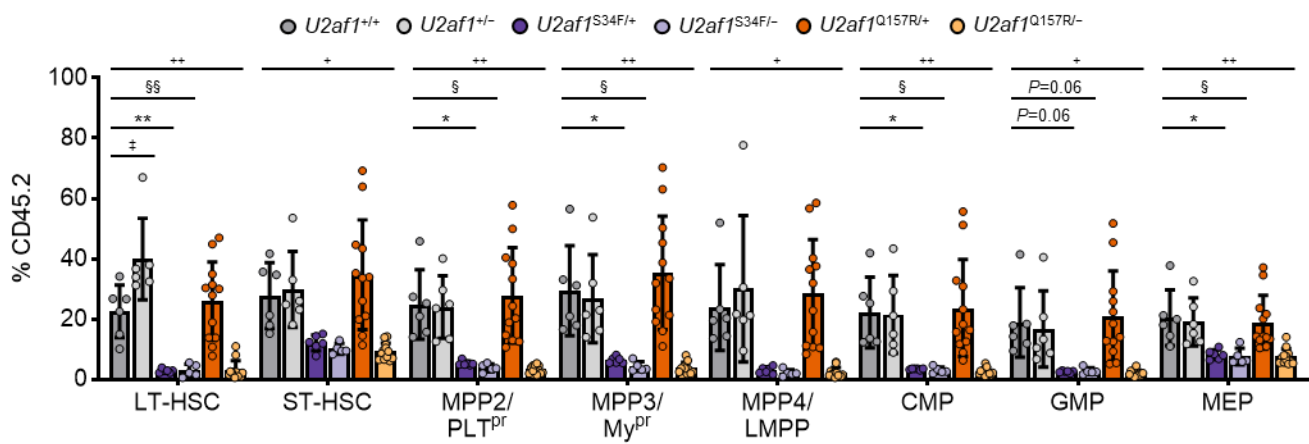 U2af1+/+ U2af1+/− U2af1S34F/+ U2af1S34F/− U2af1Q157R/+ U2af1Q157R/−
++ + ++ ++ + ++ + ++
100
§§ § § § P=0.06 §
80
** * * * P=0.06 *
‡
60
% CD45.2
40
20
0
LT-HSC ST-HSC MPP2/ MPP3/ MPP4/ CMP GMP MEP
PLTpr Mypr LMPP